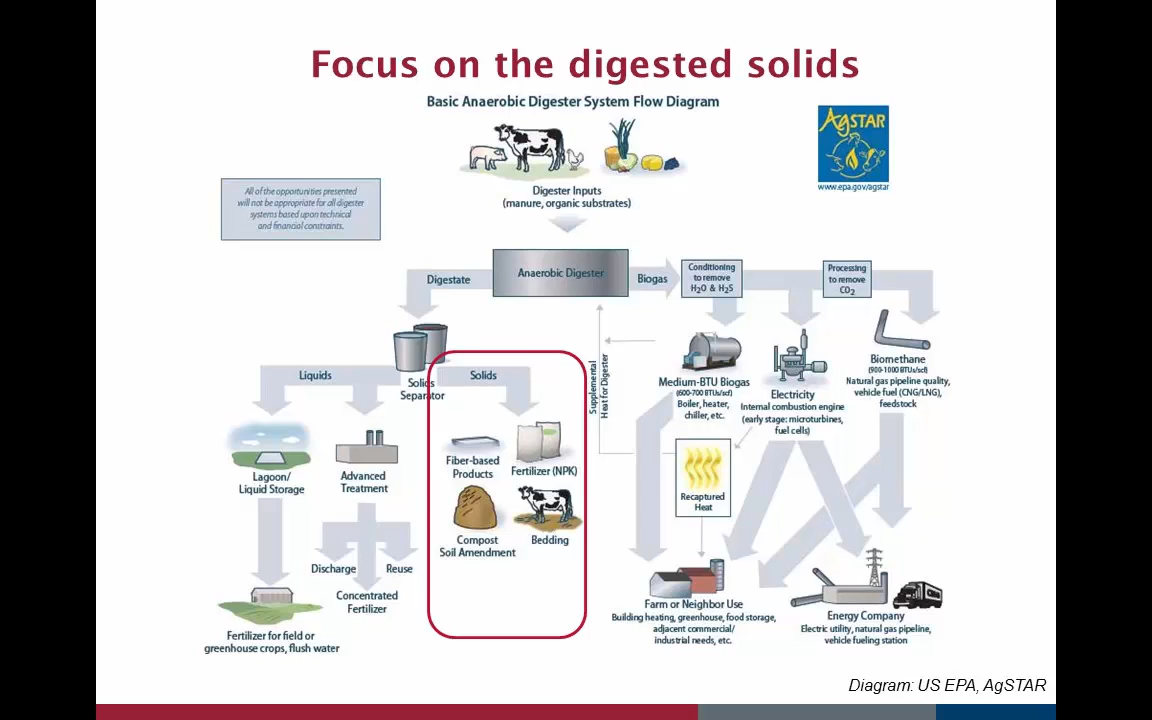 Focus on the digested solids
Basic Anaerobic Digester System Flow Diagram
AgSTAR
www.epa.gov/agstar
All of the opportunities presented
will not be appropriate for all digester
systems based upon technical
and financial constraints.
Digester Inputs
(manure, organic substrates)
Digestate
Anaerobic Digester
Biogas
Conditioning
to remove
H₂O & H₂S
Processing
to remove
CO₂
Liquids
Solids
Separator
Solids
Supplemental
Heat for Digester
Medium-BTU Biogas
(600-700 BTUs/scf)
Boiler, heater,
chiller, etc.
Electricity
Internal combustion engine
(early stage: microturbines,
fuel cells)
Biomethane
(900-1000 BTUs/scf)
Natural gas pipeline quality,
vehicle fuel (CNG/LNG),
feedstock
Lagoon/
Liquid Storage
Advanced
Treatment
Fiber-based
Products
Fertilizer (NPK)
Compost
Soil Amendment
Bedding
Recaptured
Heat
Discharge
Reuse
Concentrated
Fertilizer
Fertilizer for field or
greenhouse crops, flush water
Farm or Neighbor Use
Building heating, greenhouse, food storage,
adjacent commercial/
industrial needs, etc.
Energy Company
Electric utility, natural gas pipeline,
vehicle fueling station
Diagram: US EPA, AgSTAR